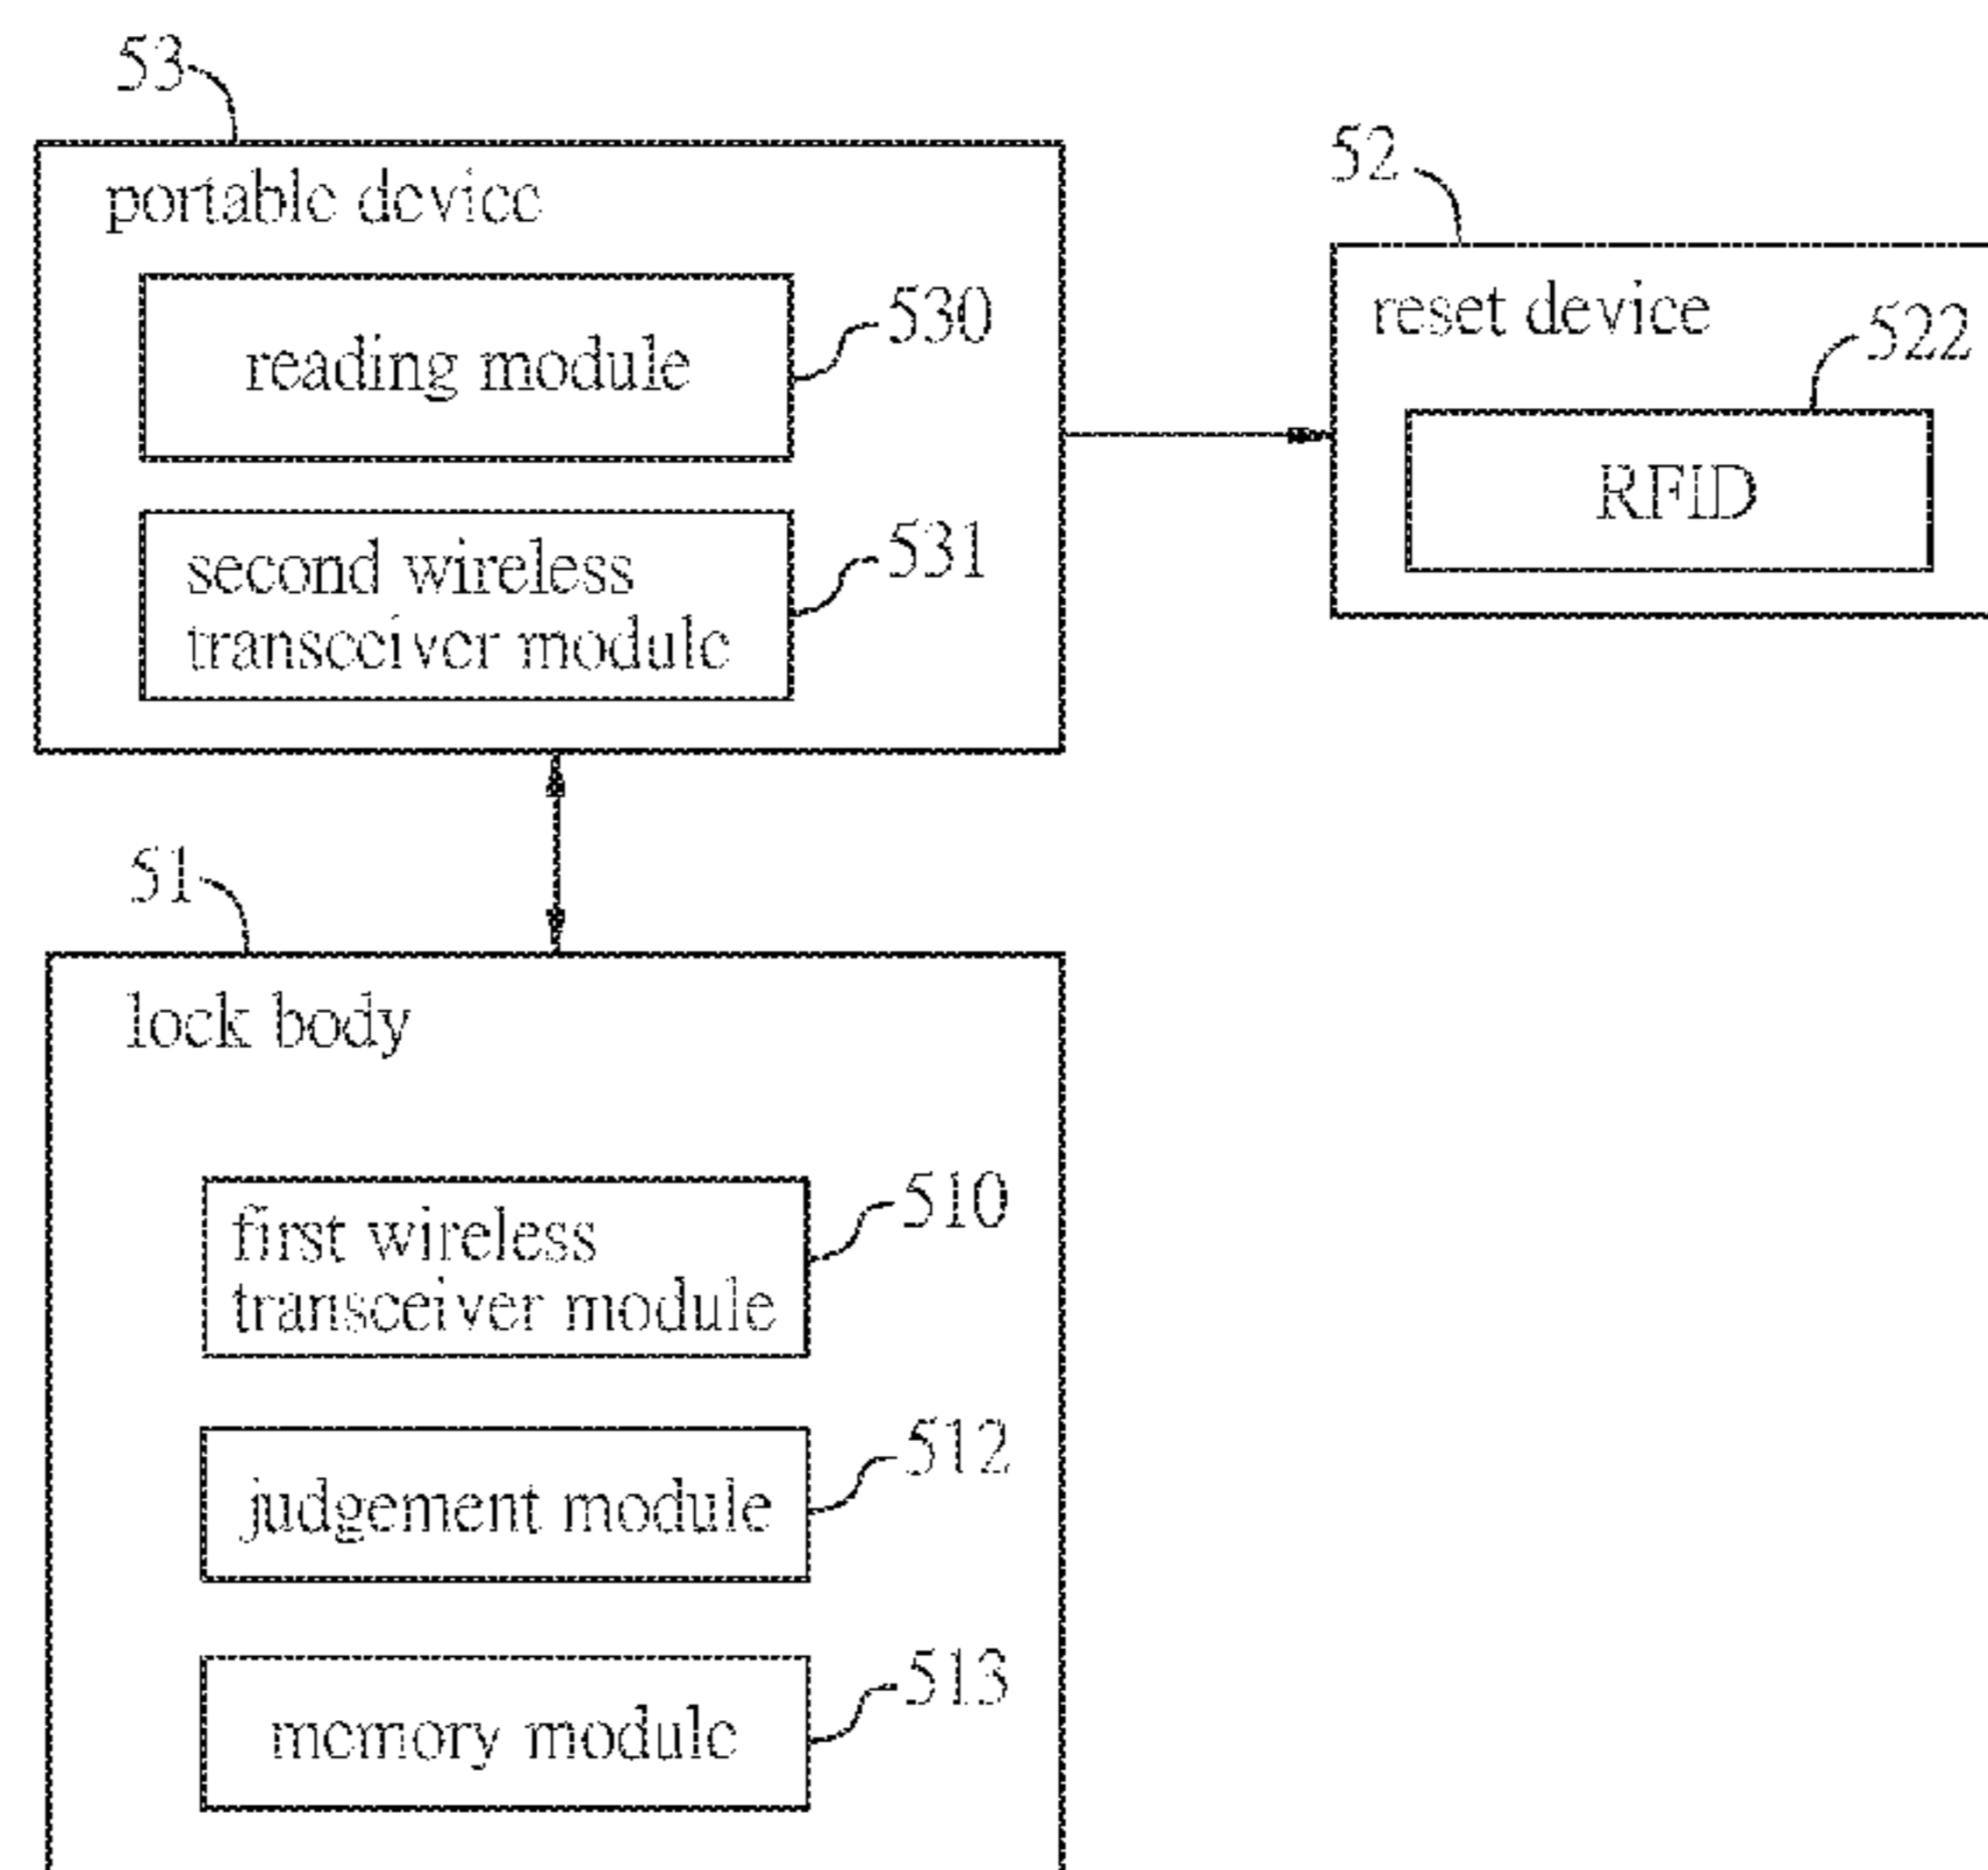 53
portable device
reading module
530
second wireless
transceiver module
531
52
reset device
522
RFID
51
lock body
first wireless
transceiver module
510
judgement module
512
memory module
513